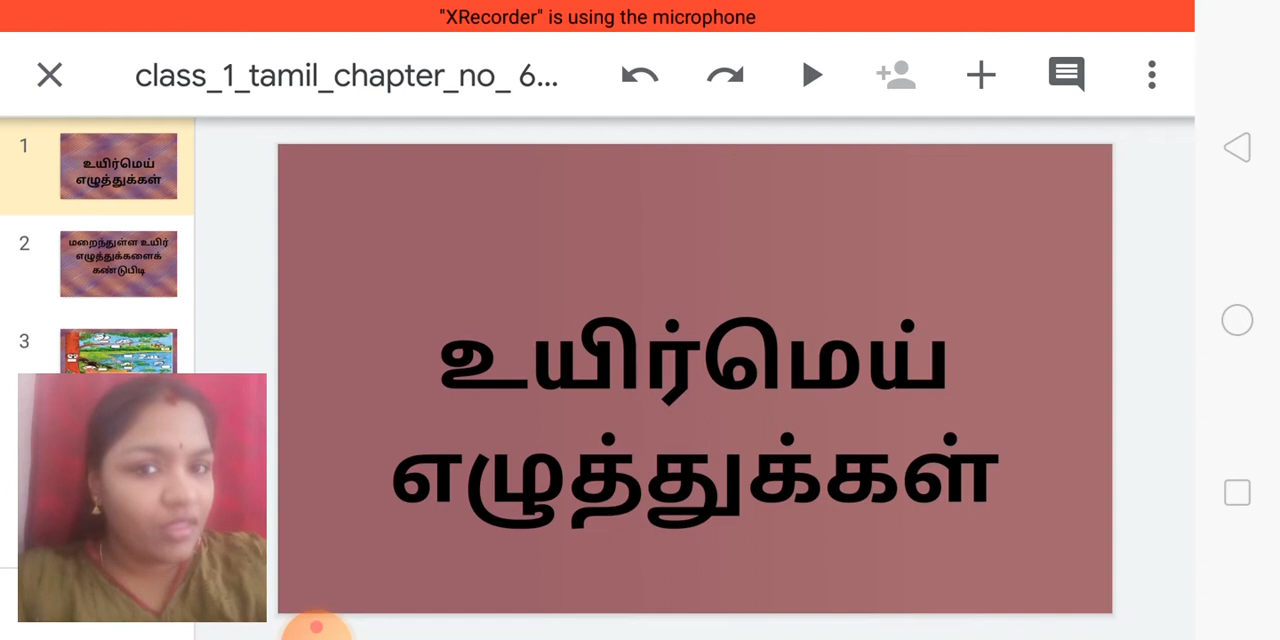 "XRecorder" is using the microphone
class_1_tamil_chapter_no_ 6...
1
உயிர்மெய்
எழுத்துக்கள்
2
மறைந்துள்ள உயிர்
எழுத்துக்களைக்
கண்டுபிடி
3
உயிர்மெய்
எழுத்துக்கள்